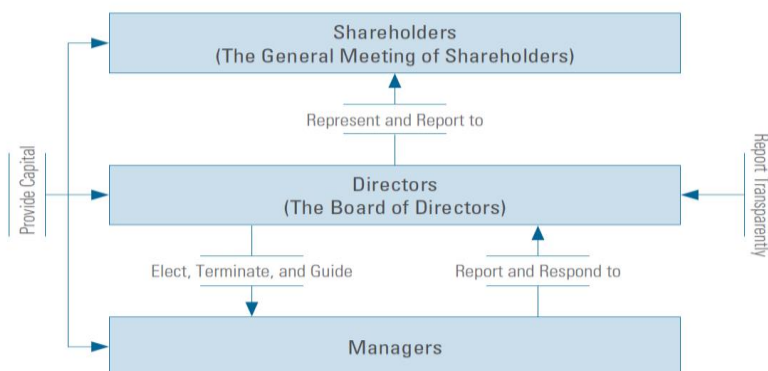 Shareholders
(The General Meeting of Shareholders)
Represent and Report to
Provide Capital
Directors
(The Board of Directors)
Report Transparently
Elect, Terminate, and Guide
Report and Respond to
Managers